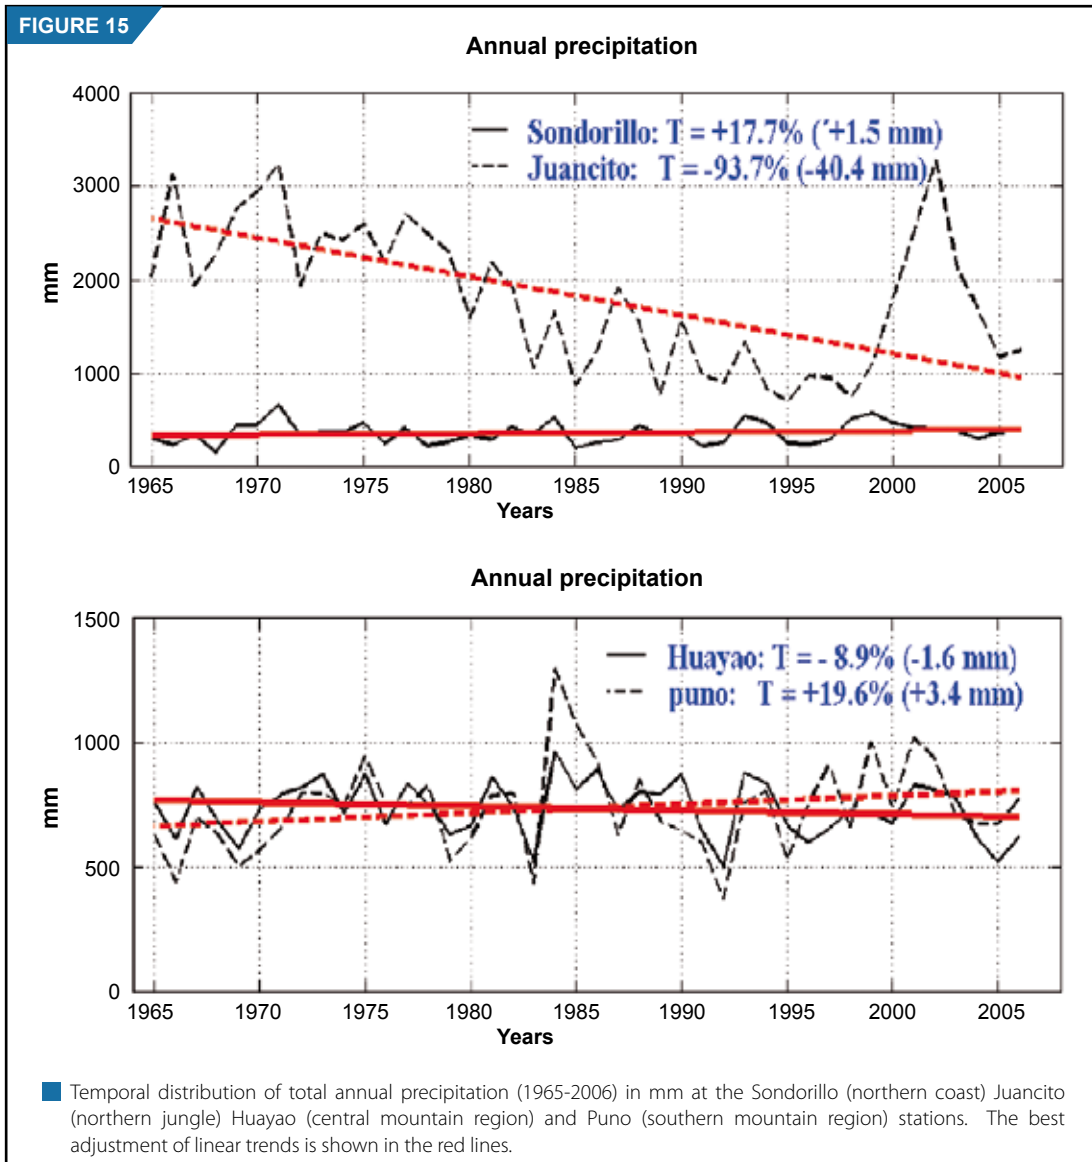 FIGURE 15
Annual precipitation
4000
3000
2000
1000
0
mm
Sondorillo: T = +17.7% (´+1.5 mm)
Juancito: T = -93.7% (-40.4 mm)
1965 1970 1975 1980 1985 1990 1995 2000 2005
Years
Annual precipitation
1500
1000
500
0
mm
Huayao: T = - 8.9% (-1.6 mm)
puno: T = +19.6% (+3.4 mm)
1965 1970 1975 1980 1985 1990 1995 2000 2005
Years
Temporal distribution of total annual precipitation (1965-2006) in mm at the Sondorillo (northern coast) Juancito
(northern jungle) Huayao (central mountain region) and Puno (southern mountain region) stations. The best
adjustment of linear trends is shown in the red lines.